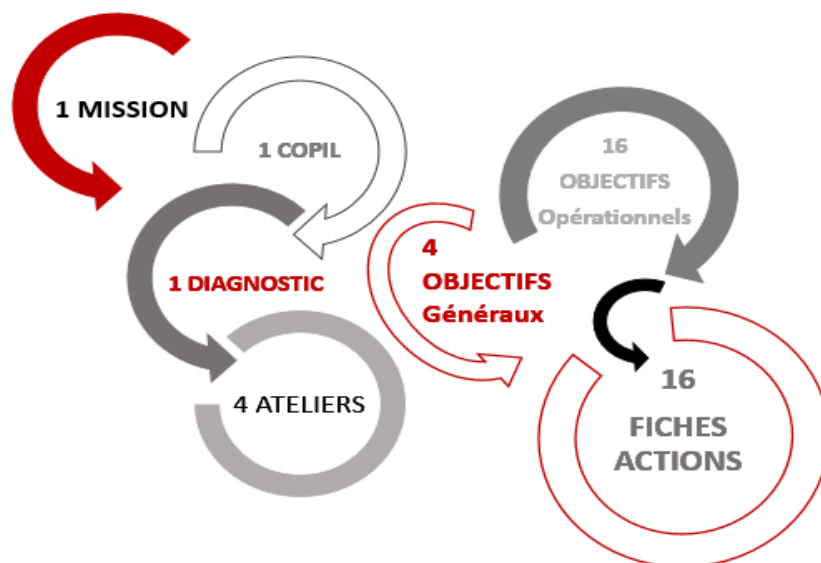 1 MISSION
1 COPIL
1 DIAGNOSTIC
4 ATELIERS
4
OBJECTIFS
Généraux
16
OBJECTIFS
Opérationnels
16
FICHES
ACTIONS